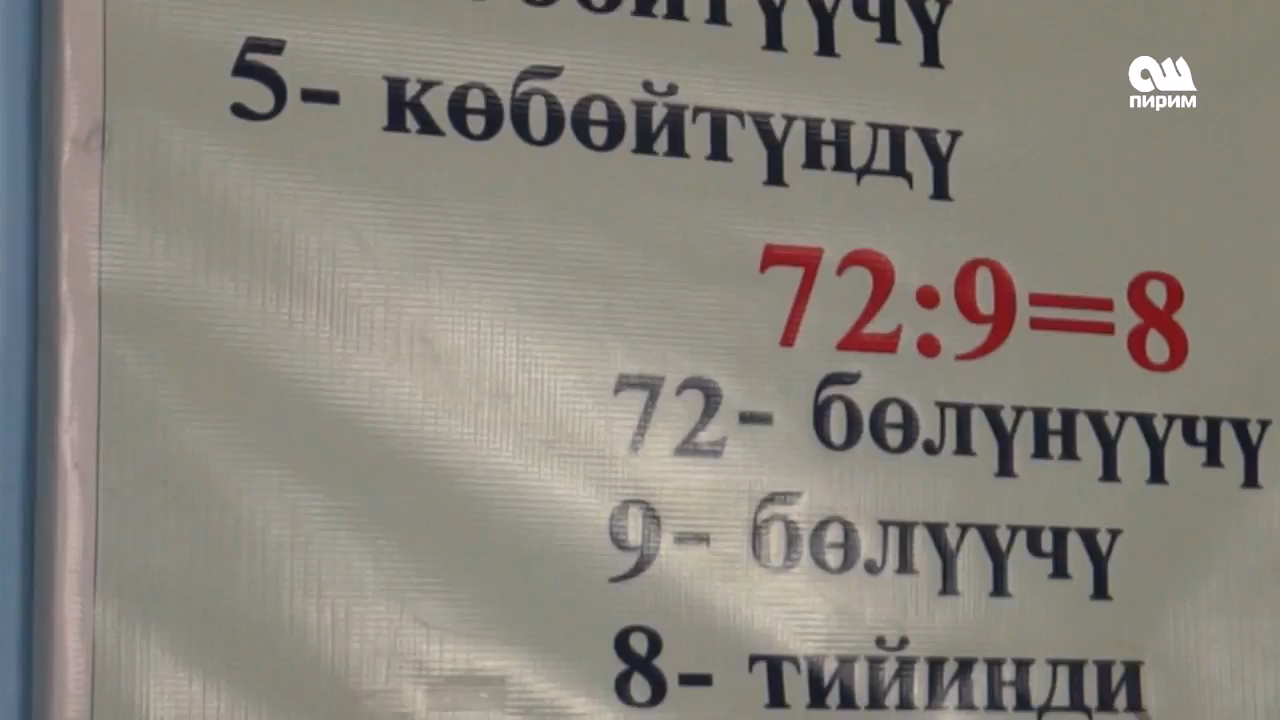 5- көбөйтүндү
72:9=8
72- бөлүнүүчү
9- бөлүүчү
8- тийинди
ПИРИМ